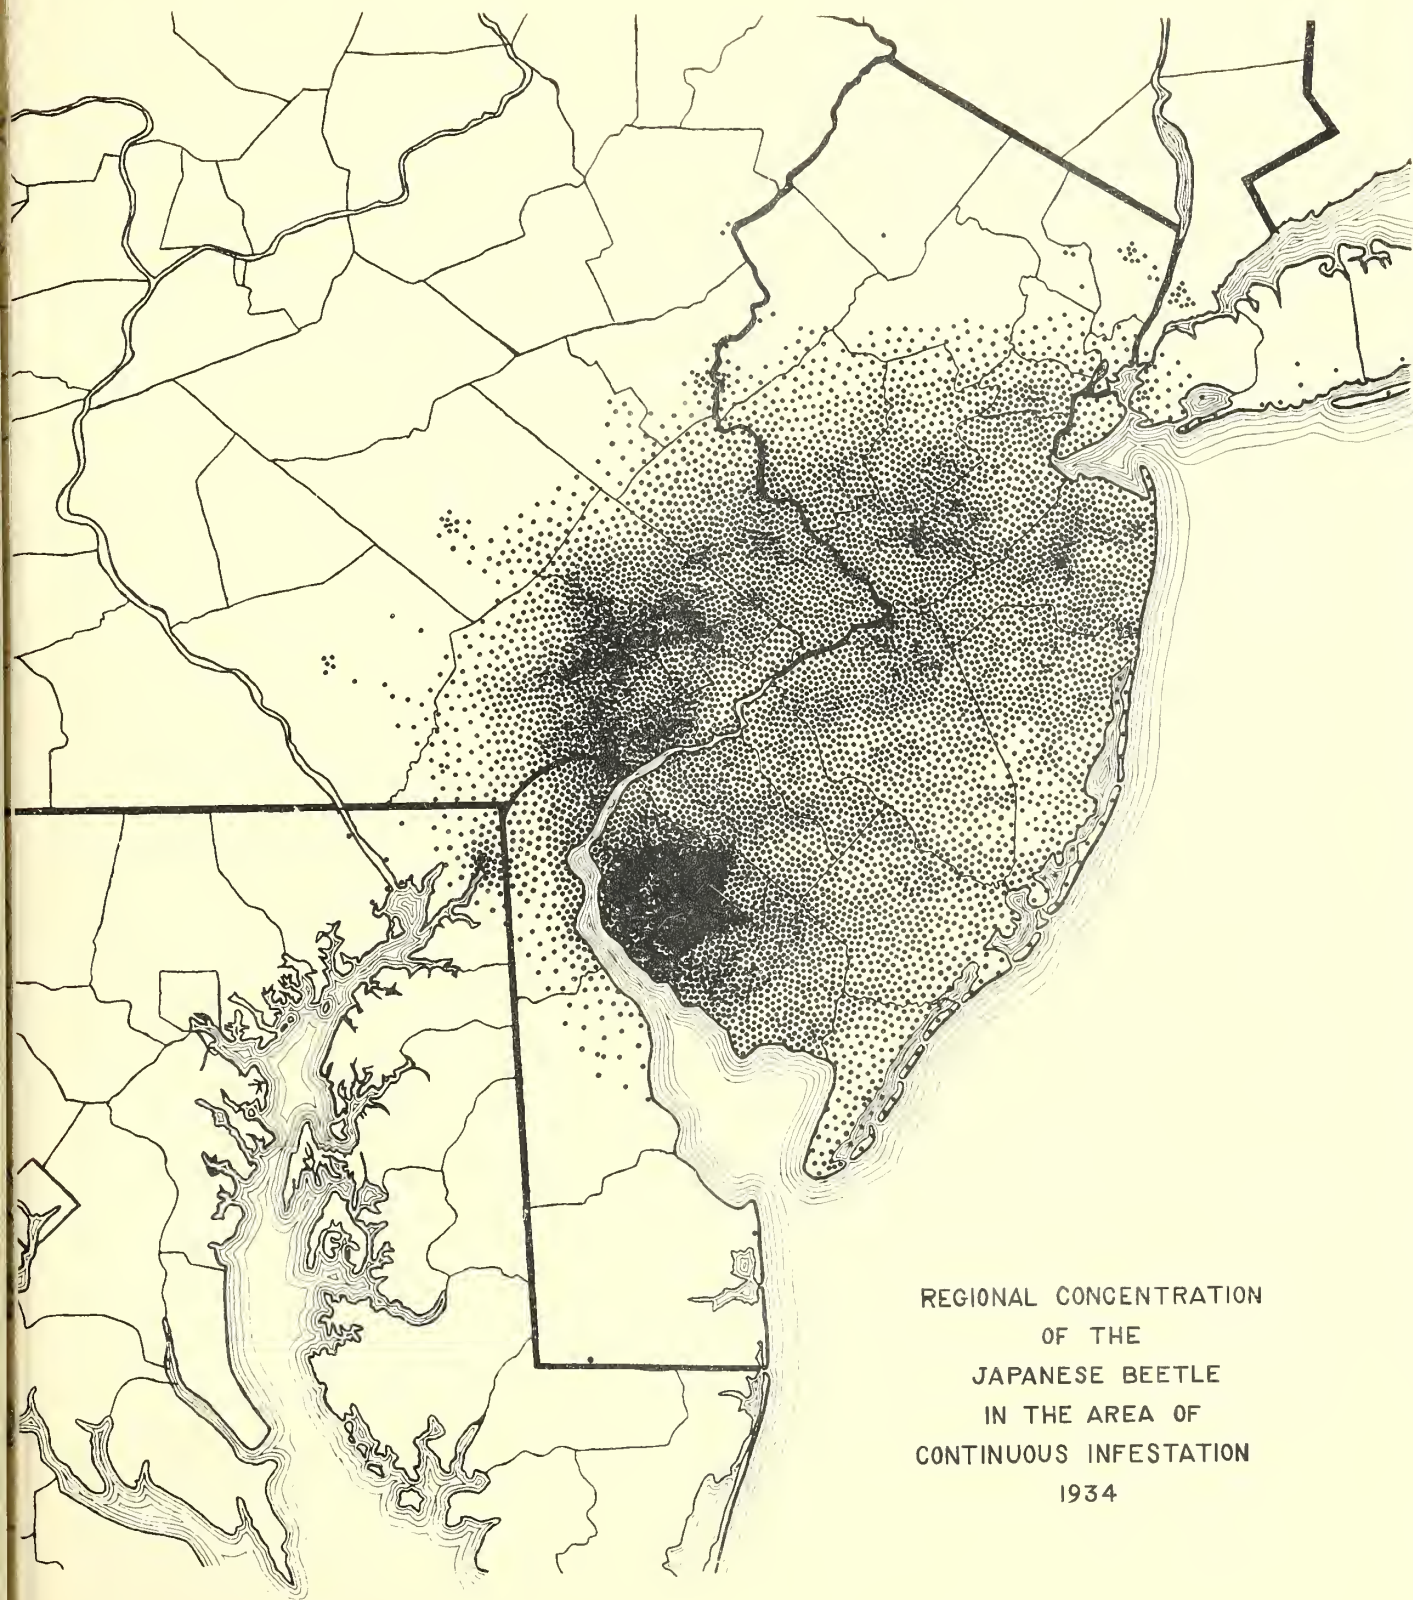 REGIONAL CONCENTRATION
OF THE
JAPANESE BEETLE
IN THE AREA OF
CONTINUOUS INFESTATION
1934